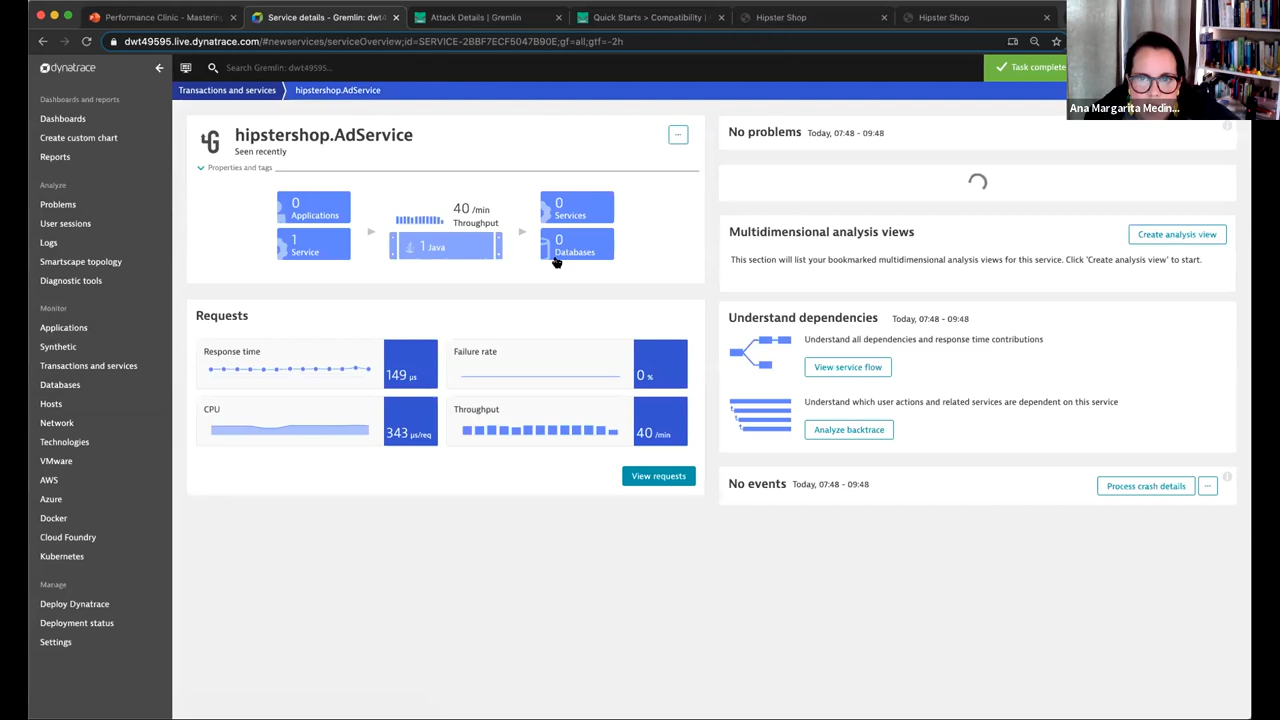 Performance Clinic - Mastering
Service details - Gremlin: dwt4
Attack Details | Gremlin
Quick Starts > Compatibility |
Hipster Shop
Hipster Shop
dwt49595.live.dynatrace.com/#newservices/serviceOverview;id=SERVICE-2BBF7ECF5047B90E;gf=all;gtf=-2h
dynatrace
Search Gremlin: dwt49595...
Task complete
Ana Margarita Medin...
Transactions and services
hipstershop.AdService
Dashboards and reports
Dashboards
Create custom chart
Reports
Analyze
Problems
User sessions
Logs
Smartscape topology
Diagnostic tools
Monitor
Applications
Synthetic
Transactions and services
Databases
Hosts
Network
Technologies
VMware
AWS
Azure
Docker
Cloud Foundry
Kubernetes
Manage
Deploy Dynatrace
Deployment status
Settings
hipstershop.AdService
...
Seen recently
Properties and tags
0
Applications
1
Service
40 /min
Throughput
1 Java
0
Services
0
Databases
Requests
Response time
149 µs
Failure rate
0 %
CPU
343 µs/req
Throughput
40 /min
View requests
No problems Today, 07:48 - 09:48
Multidimensional analysis views
Create analysis view
This section will list your bookmarked multidimensional analysis views for this service. Click 'Create analysis view' to start.
Understand dependencies Today, 07:48 - 09:48
Understand all dependencies and response time contributions
View service flow
Understand which user actions and related services are dependent on this service
Analyze backtrace
No events Today, 07:48 - 09:48
Process crash details
...